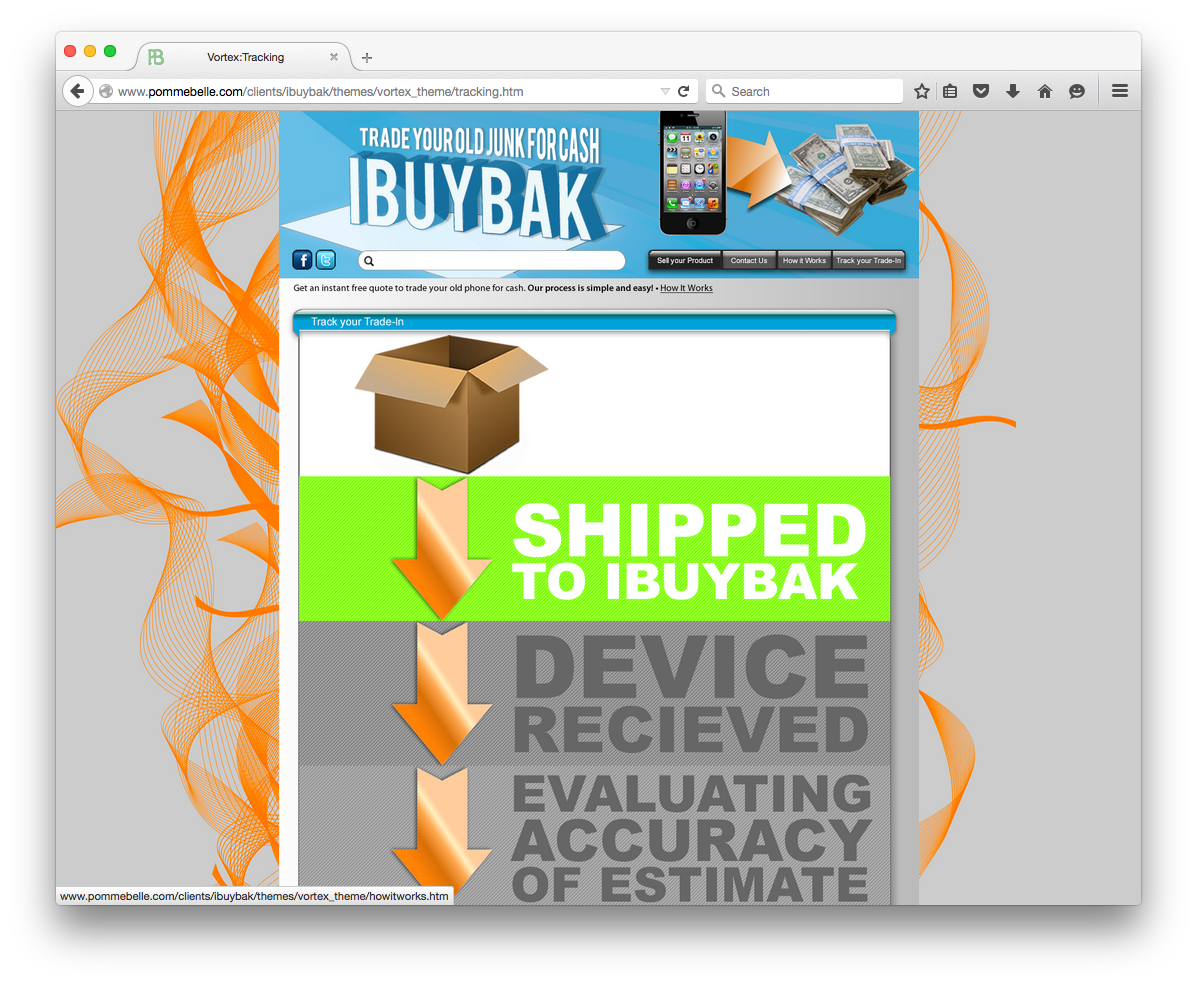 Vortex:Tracking
www.pommebelle.com/clients/ibuybak/themes/vortex_theme/tracking.htm
Search
TRADE YOUR OLD JUNK FOR CASH
IBUYBAK
Sell your Product
Contact Us
How it Works
Track your Trade-In
Get an instant free quote to trade your old phone for cash. Our process is simple and easy! • How It Works
Track your Trade-In
SHIPPED
TO IBUYBAK
DEVICE
RECIEVED
EVALUATING
ACCURACY
OF ESTIMATE
www.pommebelle.com/clients/ibuybak/themes/vortex_theme/howitworks.htm